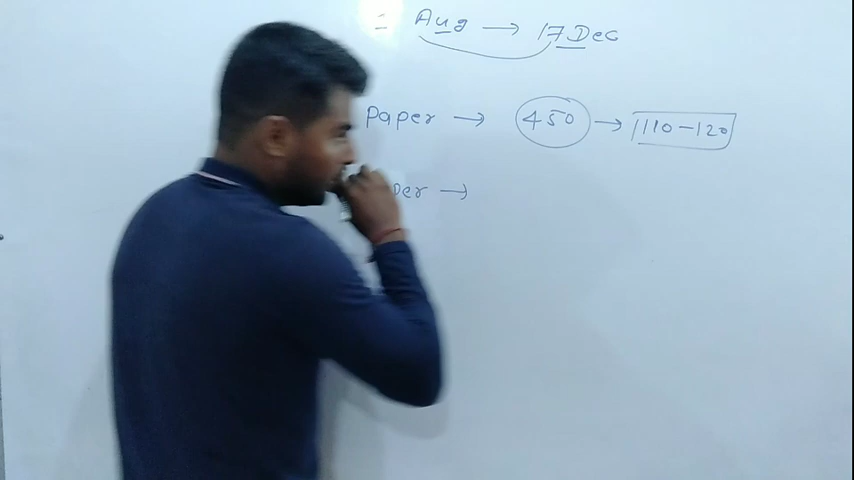 = Aug → 17 Dec
Paper → 450 → 110-120
per →